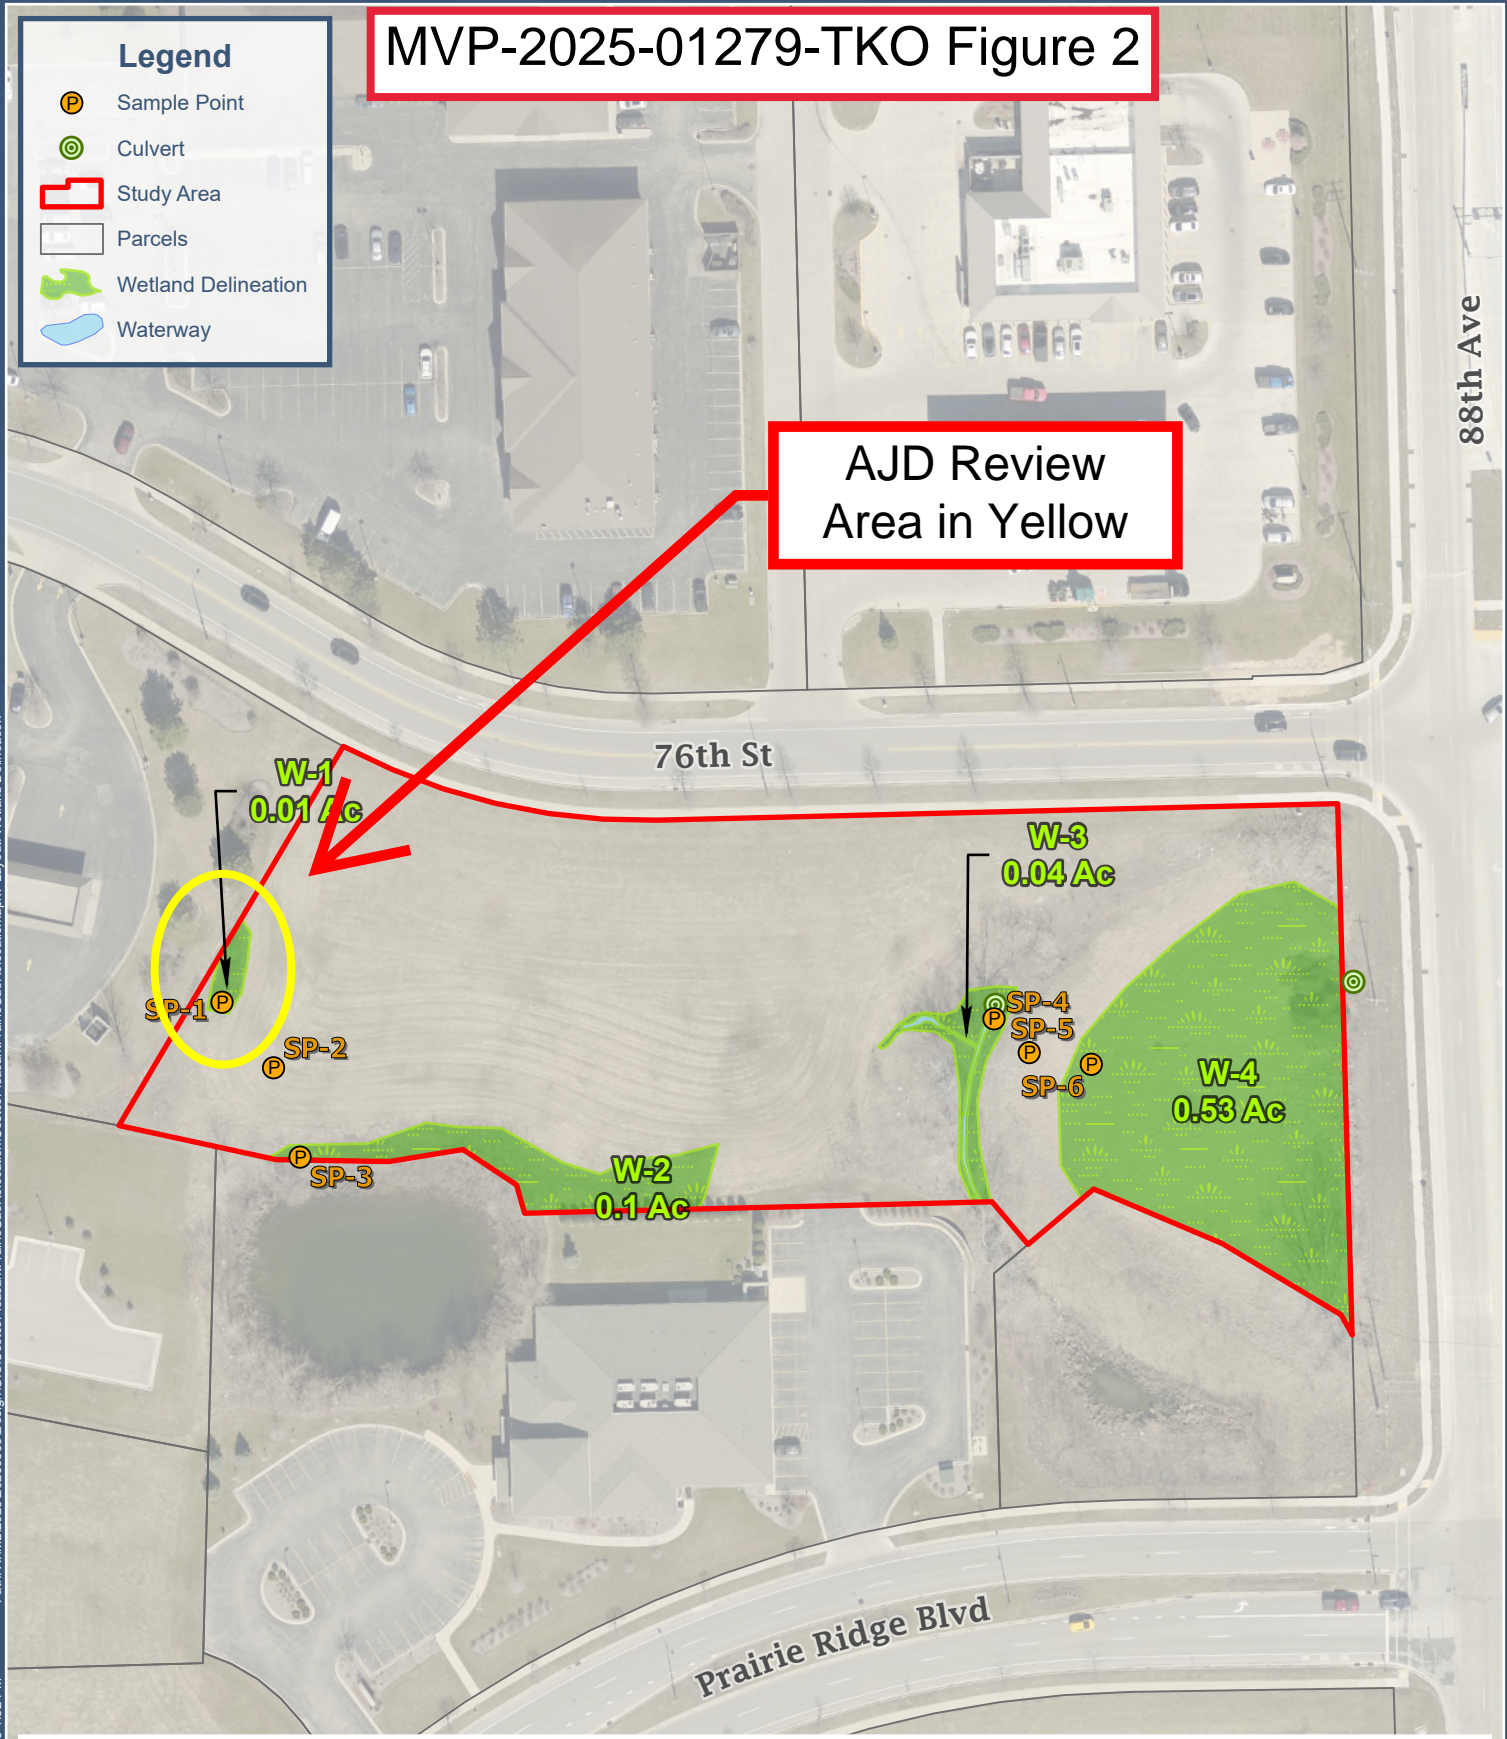 MVP-2025-01279-TKO Figure 2
Legend
P Sample Point
Culvert
Study Area
Parcels
Wetland Delineation
Waterway
AJD Review
Area in Yellow
88th Ave
76th St
W-1
0.01 Ac
W-3
0.04 Ac
P
SP-1
SP-2
P
P
SP-3
SP-4
P
SP-5
P
SP-6
P
W-4
0.53 Ac
W-2
0.1 Ac
Prairie Ridge Blvd